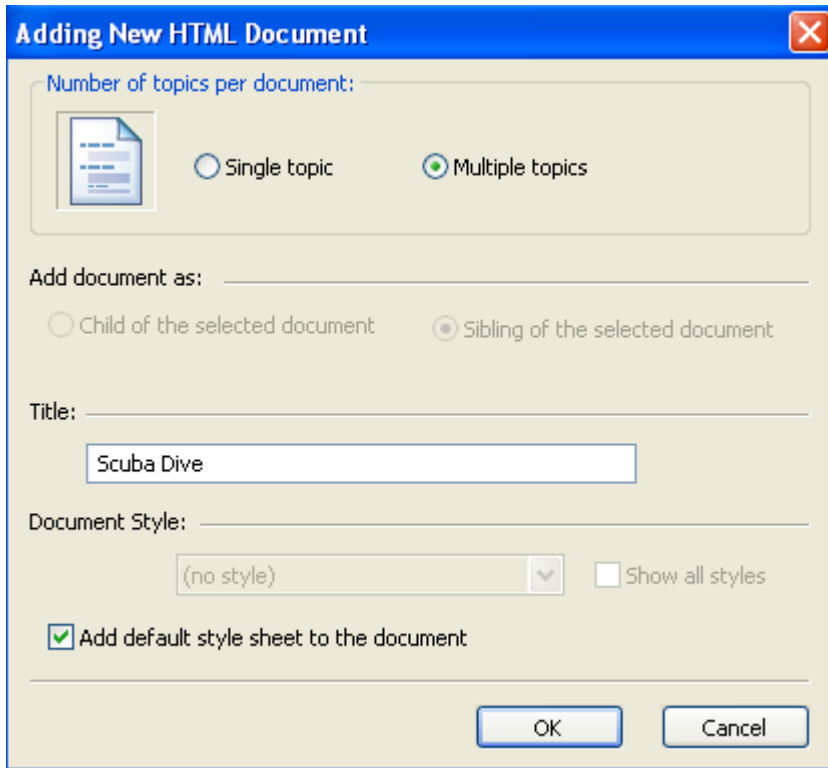 Adding New HTML Document
Number of topics per document:
Single topic Multiple topics
Add document as:
Child of the selected document Sibling of the selected document
Title:
Scuba Dive
Document Style:
(no style) Show all styles
Add default style sheet to the document
OK Cancel